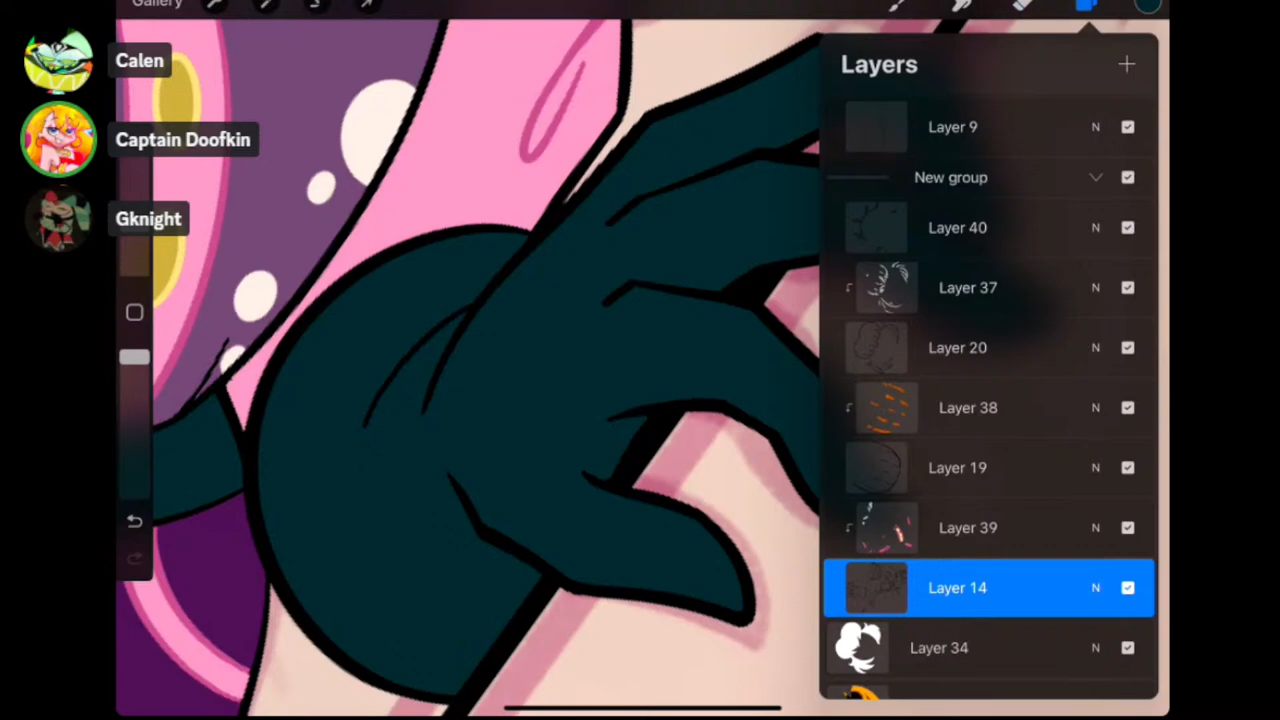 Gallery
Calen
Captain Doofkin
Gknight
Layers
Layer 9 N
New group
Layer 40 N
Layer 37 N
Layer 20 N
Layer 38 N
Layer 19 N
Layer 39 N
Layer 14 N
Layer 34 N